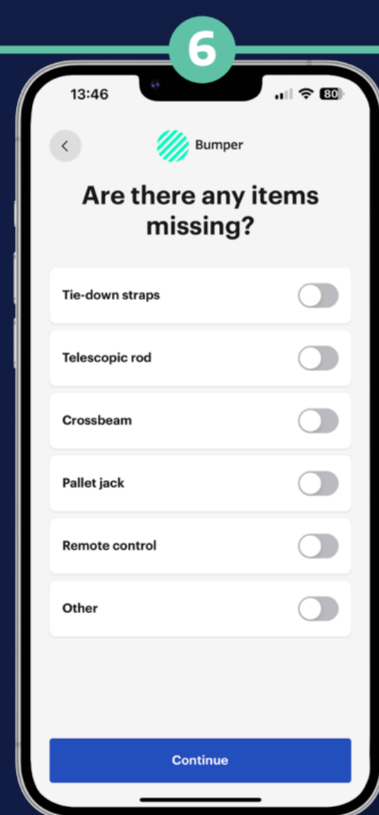 6
13:46
80
Bumper
Are there any items
missing?
Tie-down straps
Telescopic rod
Crossbeam
Pallet jack
Remote control
Other
Continue